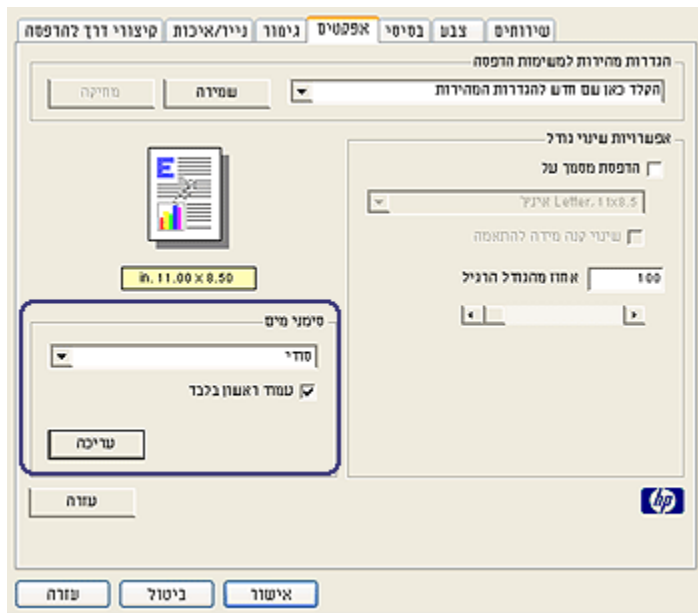 שירותים צבע בסיסי אפקטים גימור נייר/איכות קיצורי דרך להדפסה
הגדרות מהירות למשימות הדפסה
הקלד כאן שם חדש להגדרות המהירות שמירה מחיקה
אפשרויות שינוי גודל
הדפסת מסמך על
Letter, 11x8.5 אינץ'
שינוי קנה מידה להתאמה
100 אחוז מהגודל הרגיל
E
in. 11.00 x 8.50
סימני מים
סודי
עמוד ראשון בלבד
עריכה
עזרה
hp
אישור ביטול עזרה